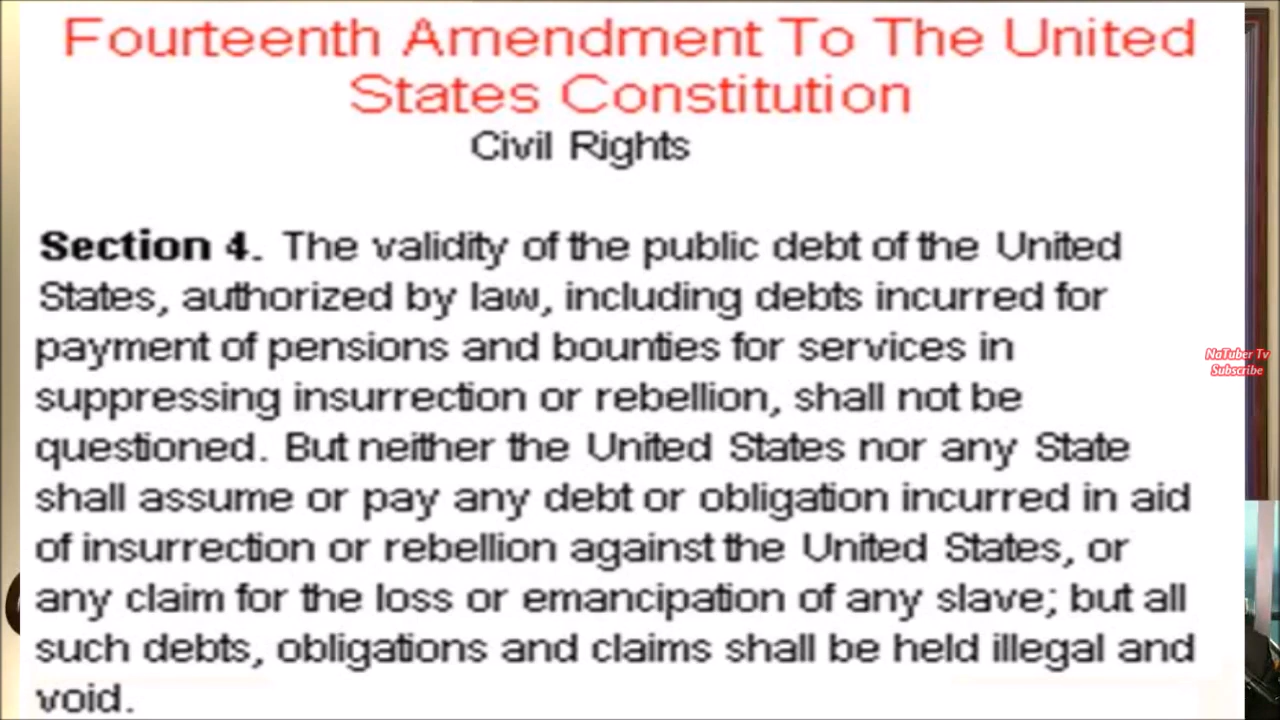 Fourteenth Amendment To The United
States Constitution
Civil Rights
Section 4. The validity of the public debt of the United
States, authorized by law, including debts incurred for
payment of pensions and bounties for services in
suppressing insurrection or rebellion, shall not be
questioned. But neither the United States nor any State
shall assume or pay any debt or obligation incurred in aid
of insurrection or rebellion against the United States, or
any claim for the loss or emancipation of any slave; but all
such debts, obligations and claims shall be held illegal and
void.
NaTuber Tv
Subscribe